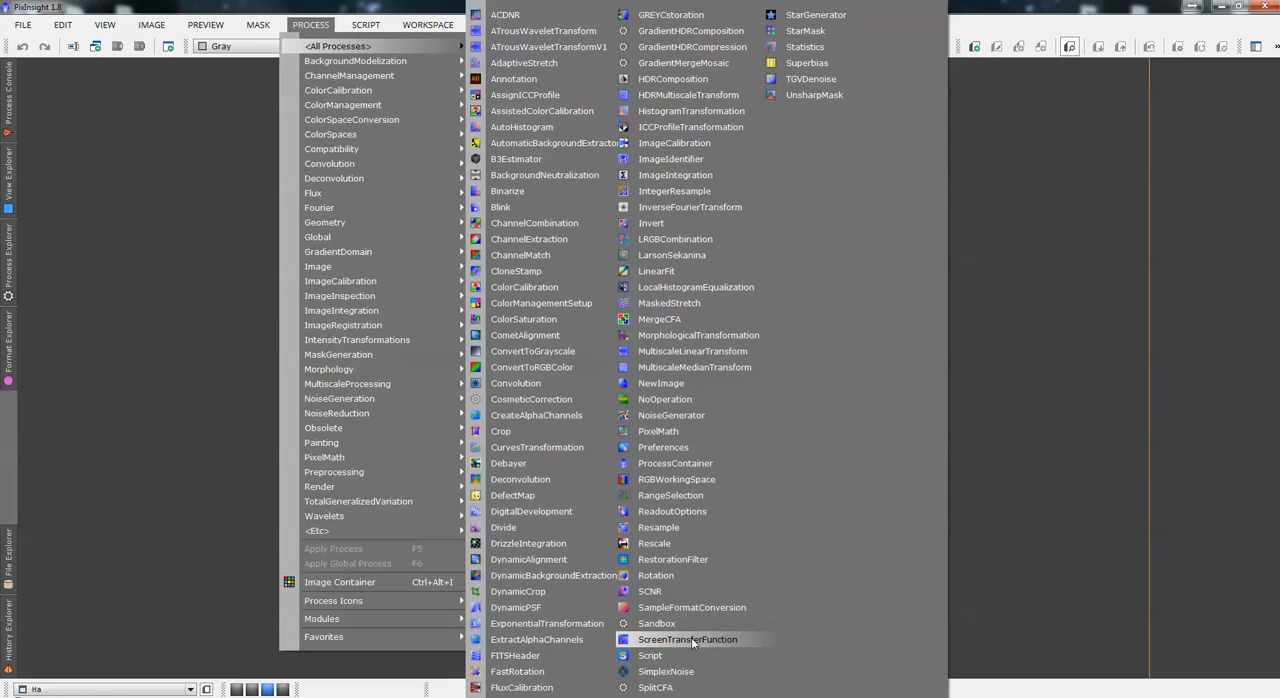 PixInsight 1.8
FILE EDIT VIEW IMAGE PREVIEW MASK PROCESS SCRIPT WORKSPACE
Gray
Process Console
View Explorer
Process Explorer
Format Explorer
File Explorer
History Explorer
<All Processes>
BackgroundModelization
ChannelManagement
ColorCalibration
ColorManagement
ColorSpaceConversion
ColorSpaces
Compatibility
Convolution
Deconvolution
Flux
Fourier
Geometry
Global
GradientDomain
Image
ImageCalibration
ImageInspection
ImageIntegration
ImageRegistration
IntensityTransformations
MaskGeneration
Morphology
MultiscaleProcessing
NoiseGeneration
NoiseReduction
Obsolete
Painting
PixelMath
Preprocessing
Render
TotalGeneralizedVariation
Wavelets
<Etc>
Apply Process F5
Apply Global Process F6
Image Container Ctrl+Alt+I
Process Icons
Modules
Favorites
ACDNR
ATrousWaveletTransform
ATrousWaveletTransformV1
AdaptiveStretch
Annotation
AssignICCProfile
AssistedColorCalibration
AutoHistogram
AutomaticBackgroundExtractor
B3Estimator
BackgroundNeutralization
Binarize
Blink
ChannelCombination
ChannelExtraction
ChannelMatch
CloneStamp
ColorCalibration
ColorManagementSetup
ColorSaturation
CometAlignment
ConvertToGrayscale
ConvertToRGBColor
Convolution
CosmeticCorrection
CreateAlphaChannels
Crop
CurvesTransformation
Debayer
Deconvolution
DefectMap
DigitalDevelopment
Divide
DrizzleIntegration
DynamicAlignment
DynamicBackgroundExtraction
DynamicCrop
DynamicPSF
ExponentialTransformation
ExtractAlphaChannels
FITSHeader
FastRotation
FluxCalibration
GREYCstoration
GradientHDRComposition
GradientHDRCompression
GradientMergeMosaic
HDRComposition
HDRMultiscaleTransform
HistogramTransformation
ICCProfileTransformation
ImageCalibration
ImageIdentifier
ImageIntegration
IntegerResample
InverseFourierTransform
Invert
LRGBCombination
LarsonSekanina
LinearFit
LocalHistogramEqualization
MaskedStretch
MergeCFA
MorphologicalTransformation
MultiscaleLinearTransform
MultiscaleMedianTransform
NewImage
NoOperation
NoiseGenerator
PixelMath
Preferences
ProcessContainer
RGBWorkingSpace
RangeSelection
ReadoutOptions
Resample
Rescale
RestorationFilter
Rotation
SCNR
SampleFormatConversion
Sandbox
ScreenTransferFunction
Script
SimplexNoise
SplitCFA
StarGenerator
StarMask
Statistics
Superbias
TGVDenoise
UnsharpMask
Ha